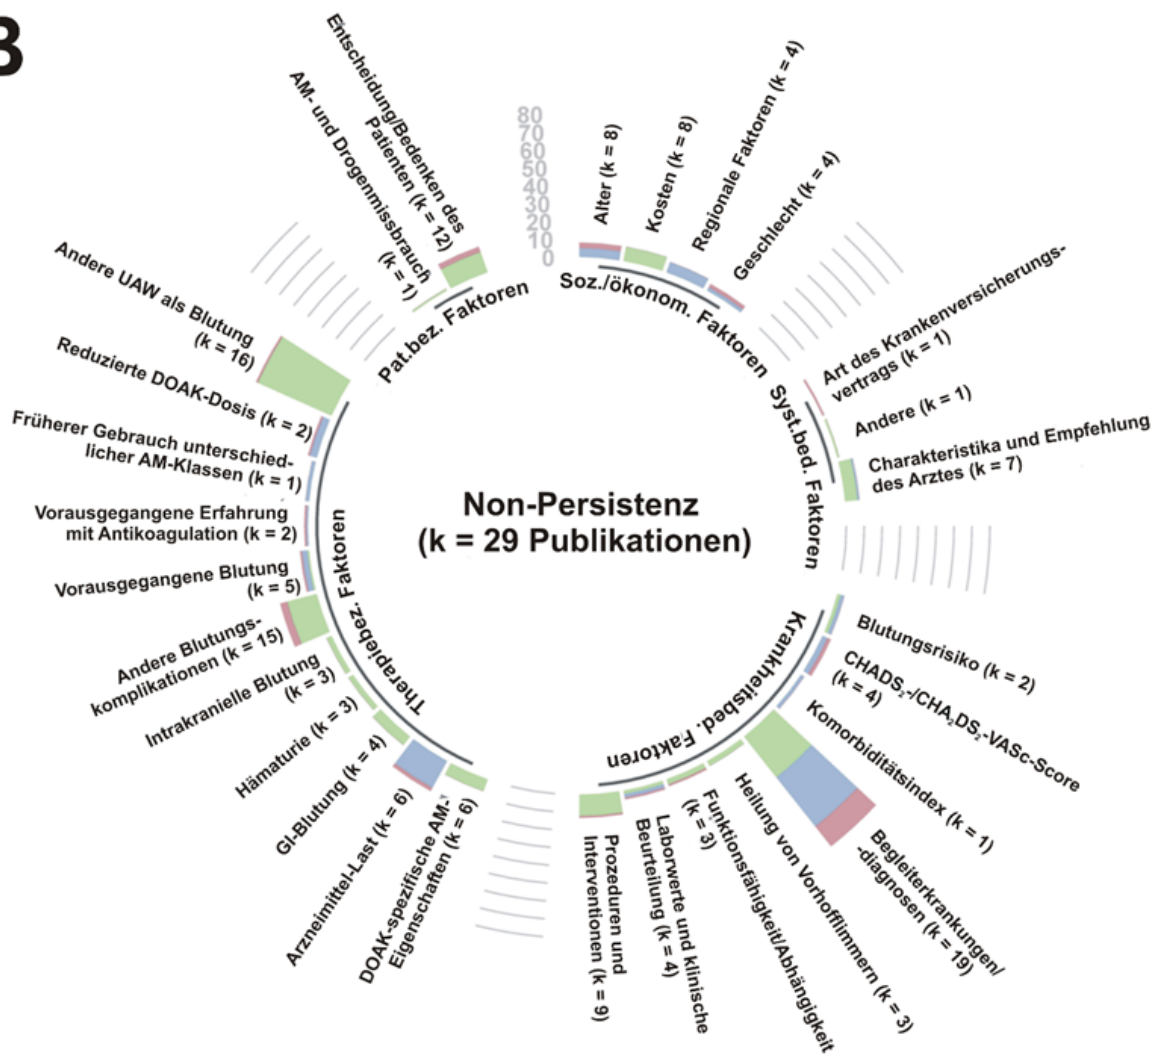 B
80
70
60
50
40
30
20
10
0
Non-Persistenz
(k = 29 Publikationen)
Soz./ökonom. Faktoren
Alter (k = 8)
Kosten (k = 8)
Regionale Faktoren (k = 4)
Geschlecht (k = 4)
Syst.bed. Faktoren
Art des Krankenversicherungs-
vertrags (k = 1)
Andere (k = 1)
Charakteristika und Empfehlung
des Arztes (k = 7)
Krankheitsbed. Faktoren
Blutungsrisiko (k = 2)
CHADS₂-/CHA₂DS₂-VASc-Score
(k = 4)
Komorbiditätsindex (k = 1)
Begleiterkrankungen/
-diagnosen (k = 19)
Heilung von Vorhofflimmern (k = 3)
Funktionsfähigkeit/Abhängigkeit
(k = 3)
Laborwerte und klinische
Beurteilung (k = 4)
Prozeduren und
Interventionen (k = 9)
Therapiebez. Faktoren
DOAK-spezifische AM-
Eigenschaften (k = 6)
Arzneimittel-Last (k = 6)
GI-Blutung (k = 4)
Hämaturie (k = 3)
Intrakranielle Blutung
(k = 3)
Andere Blutungs-
komplikationen (k = 15)
Vorausgegangene Blutung
(k = 5)
Vorausgegangene Erfahrung
mit Antikoagulation (k = 2)
Früherer Gebrauch unterschied-
licher AM-Klassen (k = 1)
Reduzierte DOAK-Dosis (k = 2)
Andere UAW als Blutung
(k = 16)
Pat.bez. Faktoren
AM- und Drogenmissbrauch
(k = 1)
Entscheidung/Bedenken des
Patienten (k = 12)